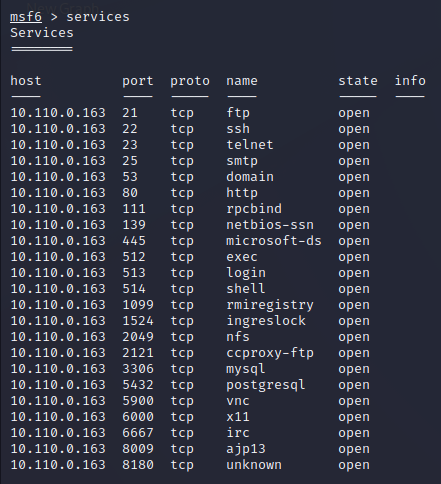 msf6 > services
Services
========
host port proto name state info
---- ---- ----- ---- ----- ----
10.110.0.163 21 tcp ftp open
10.110.0.163 22 tcp ssh open
10.110.0.163 23 tcp telnet open
10.110.0.163 25 tcp smtp open
10.110.0.163 53 tcp domain open
10.110.0.163 80 tcp http open
10.110.0.163 111 tcp rpcbind open
10.110.0.163 139 tcp netbios-ssn open
10.110.0.163 445 tcp microsoft-ds open
10.110.0.163 512 tcp exec open
10.110.0.163 513 tcp login open
10.110.0.163 514 tcp shell open
10.110.0.163 1099 tcp rmiregistry open
10.110.0.163 1524 tcp ingreslock open
10.110.0.163 2049 tcp nfs open
10.110.0.163 2121 tcp ccproxy-ftp open
10.110.0.163 3306 tcp mysql open
10.110.0.163 5432 tcp postgresql open
10.110.0.163 5900 tcp vnc open
10.110.0.163 6000 tcp x11 open
10.110.0.163 6667 tcp irc open
10.110.0.163 8009 tcp ajp13 open
10.110.0.163 8180 tcp unknown open